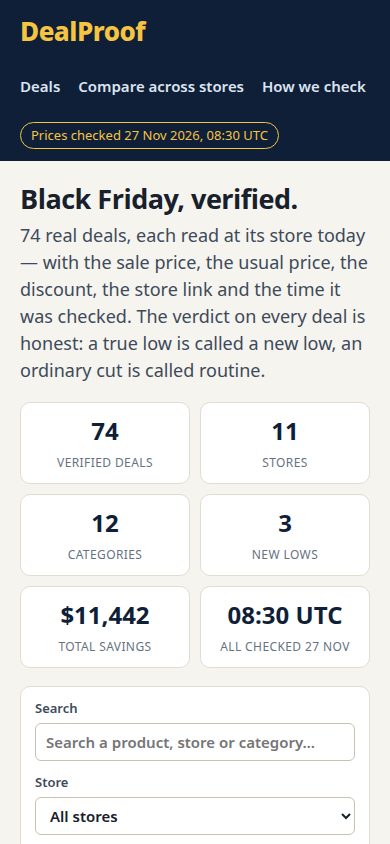 DealProof
Deals Compare across stores How we check
Prices checked 27 Nov 2026, 08:30 UTC
Black Friday, verified.
74 real deals, each read at its store today
— with the sale price, the usual price, the
discount, the store link and the time it
was checked. The verdict on every deal is
honest: a true low is called a new low, an
ordinary cut is called routine.
74
VERIFIED DEALS
11
STORES
12
CATEGORIES
3
NEW LOWS
$11,442
TOTAL SAVINGS
08:30 UTC
ALL CHECKED 27 NOV
Search
Search a product, store or category...
Store
All stores